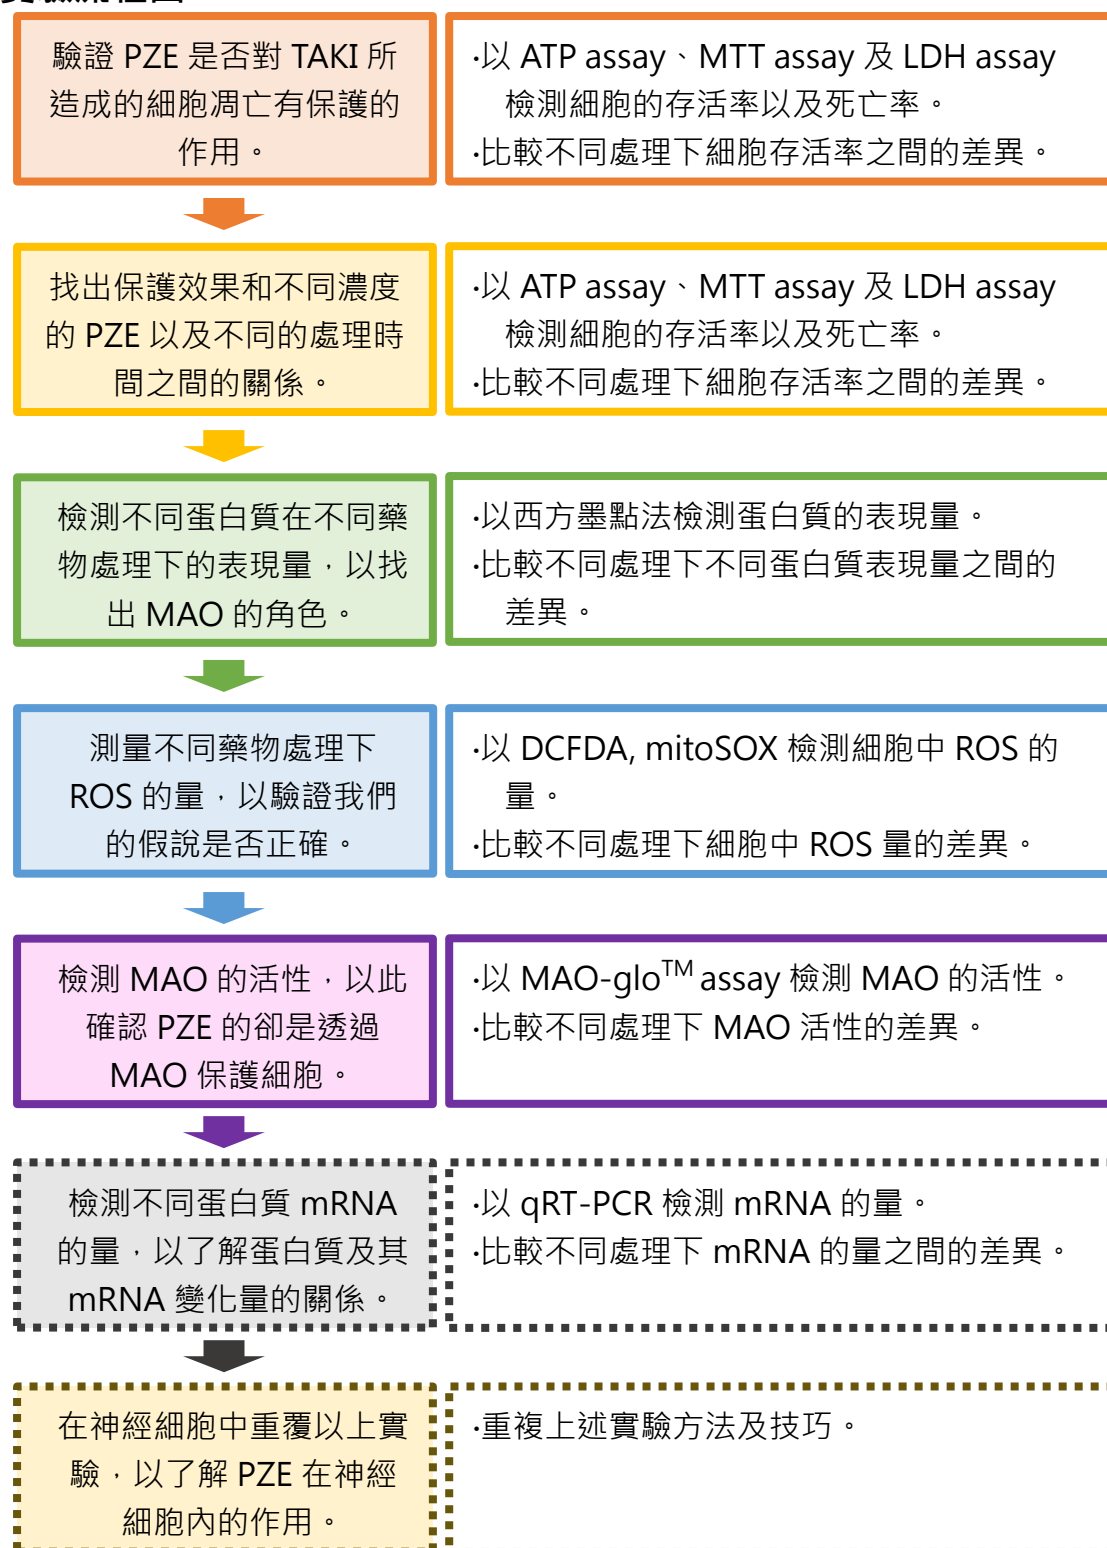 驗證 PZE 是否對 TAKI 所
造成的細胞凋亡有保護的
作用。
·以 ATP assay、MTT assay 及 LDH assay
檢測細胞的存活率以及死亡率。
·比較不同處理下細胞存活率之間的差異。
找出保護效果和不同濃度
的 PZE 以及不同的處理時
間之間的關係。
·以 ATP assay、MTT assay 及 LDH assay
檢測細胞的存活率以及死亡率。
·比較不同處理下細胞存活率之間的差異。
檢測不同蛋白質在不同藥
物處理下的表現量，以找
出 MAO 的角色。
·以西方墨點法檢測蛋白質的表現量。
·比較不同處理下不同蛋白質表現量之間的
差異。
測量不同藥物處理下
ROS 的量，以驗證我們
的假說是否正確。
·以 DCFDA, mitoSOX 檢測細胞中 ROS 的
量。
·比較不同處理下細胞中 ROS 量的差異。
檢測 MAO 的活性，以此
確認 PZE 的卻是透過
MAO 保護細胞。
·以 MAO-glo™ assay 檢測 MAO 的活性。
·比較不同處理下 MAO 活性的差異。
檢測不同蛋白質 mRNA
的量，以了解蛋白質及其
mRNA 變化量的關係。
·以 qRT-PCR 檢測 mRNA 的量。
·比較不同處理下 mRNA 的量之間的差異。
在神經細胞中重覆以上實
驗，以了解 PZE 在神經
細胞內的作用。
·重複上述實驗方法及技巧。